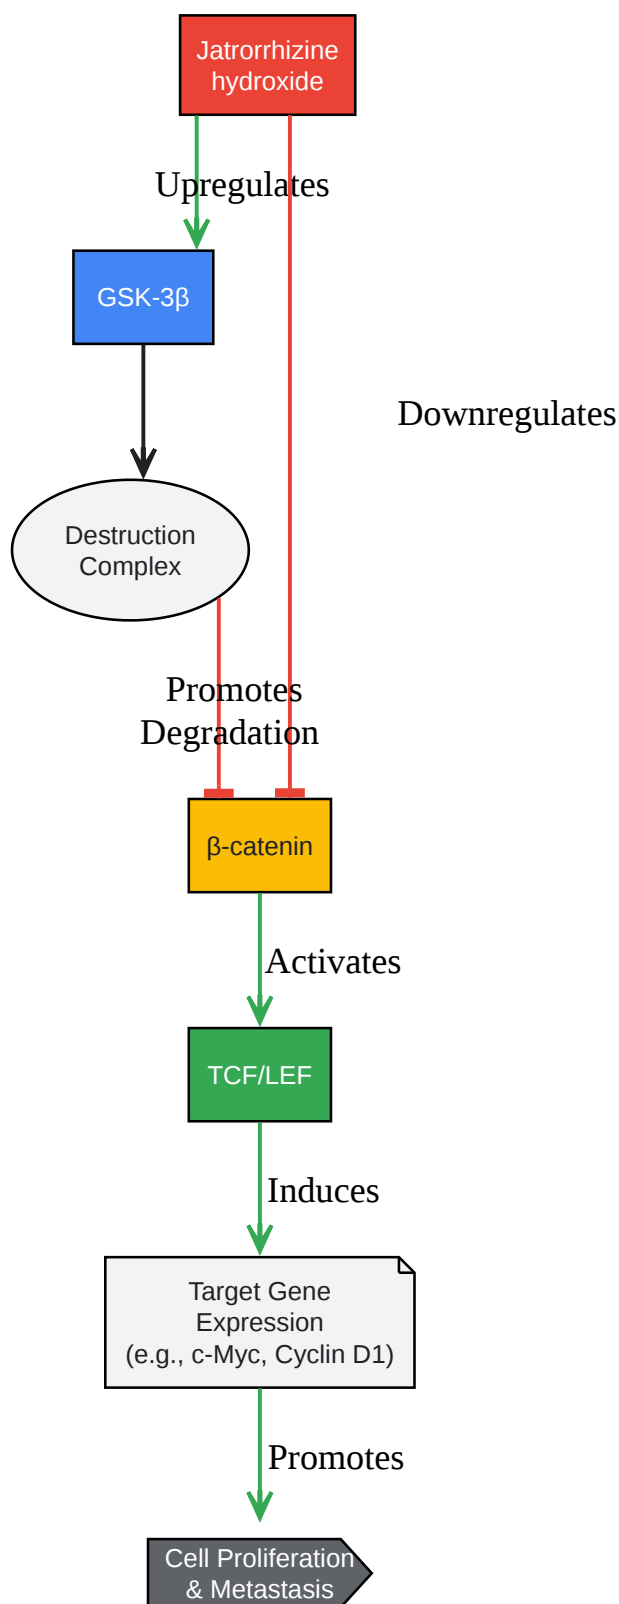 Jatrorrhizine
hydroxide
Upregulates
GSK-3β
Downregulates
Destruction
Complex
Promotes
Degradation
β-catenin
Activates
TCF/LEF
Induces
Target Gene
Expression
(e.g., c-Myc, Cyclin D1)
Promotes
Cell Proliferation
& Metastasis